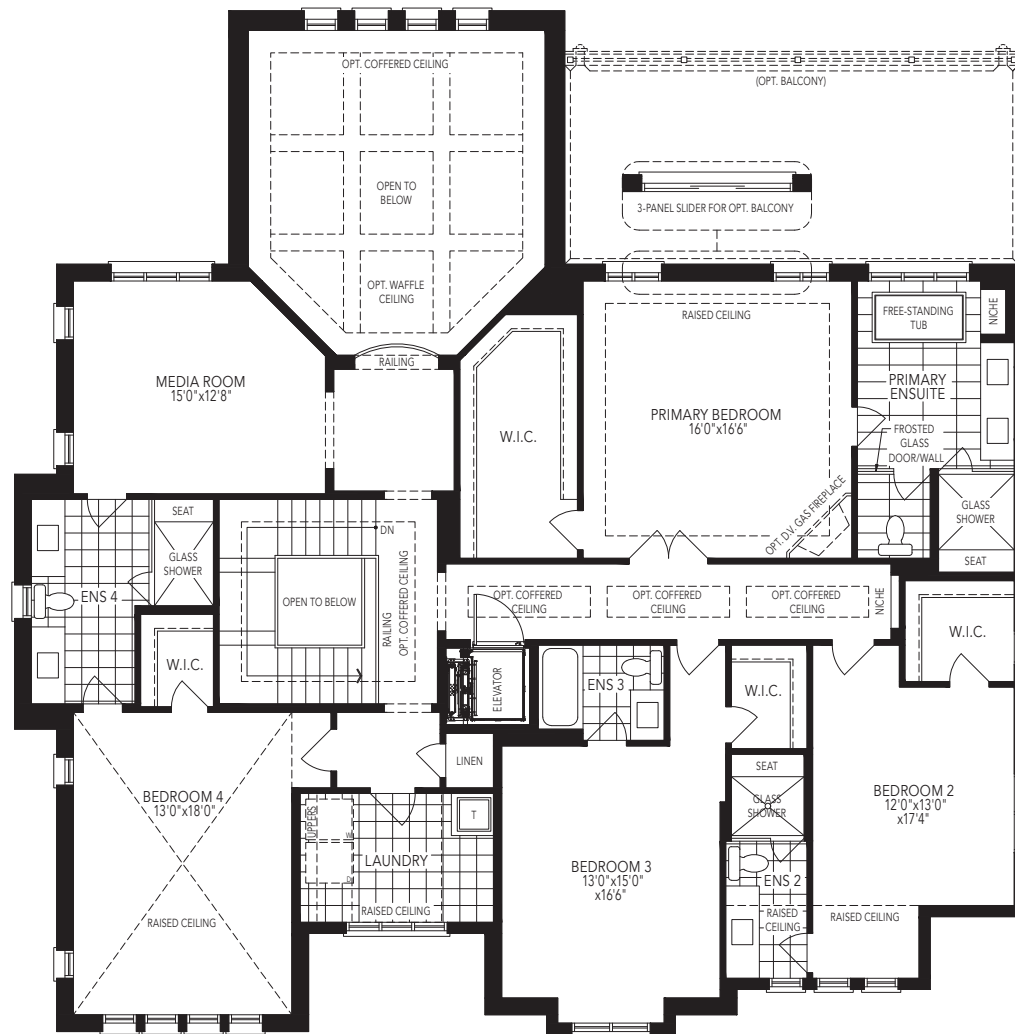 OPT. COFFERED CEILING
(OPT. BALCONY)
OPEN TO
BELOW
3-PANEL SLIDER FOR OPT. BALCONY
OPT. WAFFLE
CEILING
RAISED CEILING
FREE-STANDING
TUB
NICHE
RAILING
MEDIA ROOM
15'0"x12'8"
PRIMARY
ENSUITE
W.I.C.
PRIMARY BEDROOM
16'0"x16'6"
FROSTED
GLASS
DOOR/WALL
OPT. D.V. GAS FIREPLACE
GLASS
SHOWER
SEAT
SEAT
GLASS
SHOWER
DN
ENS 4
OPEN TO BELOW
RAILING
OPT. COFFERED CEILING
OPT. COFFERED
CEILING
OPT. COFFERED
CEILING
OPT. COFFERED
CEILING
NICHE
W.I.C.
W.I.C.
ELEVATOR
ENS 3
W.I.C.
LINEN
SEAT
GLASS
SHOWER
BEDROOM 4
13'0"x18'0"
BEDROOM 2
12'0"x13'0"
x17'4"
UPPERS
W
D
T
LAUNDRY
RAISED CEILING
BEDROOM 3
13'0"x15'0"
x16'6"
ENS 2
RAISED CEILING
RAISED
CEILING
RAISED CEILING